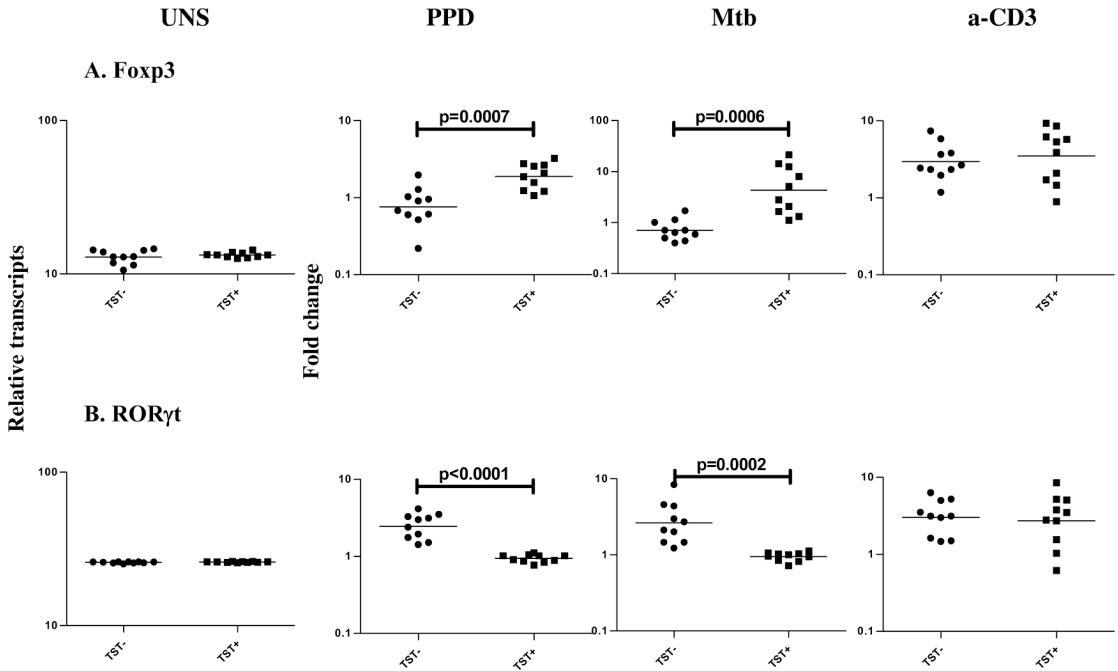 UNS PPD Mtb a-CD3
A. Foxp3
Relative transcripts
Fold change
100
10
TST- TST+
10
1
0.1
p=0.0007
TST- TST+
100
10
1
0.1
p=0.0006
TST- TST+
10
1
0.1
TST- TST+
B. RORγt
100
10
TST- TST+
10
1
0.1
p<0.0001
TST- TST+
10
1
0.1
p=0.0002
TST- TST+
10
1
0.1
TST- TST+